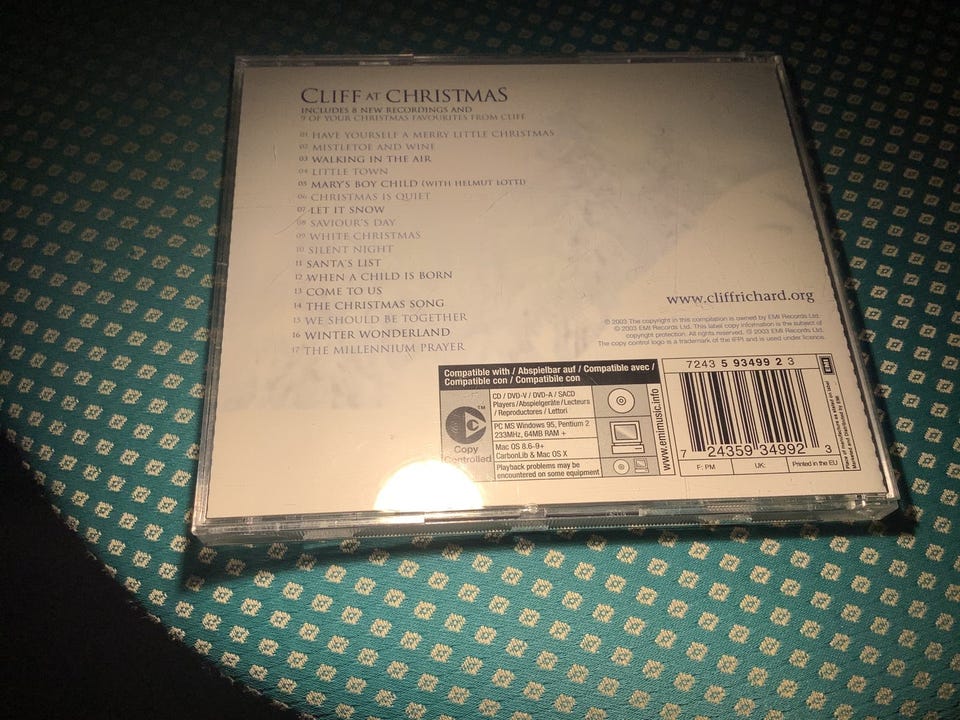 CLIFF AT CHRISTMAS
INCLUDES 8 NEW RECORDINGS AND
9 OF YOUR CHRISTMAS FAVOURITES FROM CLIFF
01 HAVE YOURSELF A MERRY LITTLE CHRISTMAS
02 MISTLETOE AND WINE
03 WALKING IN THE AIR
04 LITTLE TOWN
05 MARY'S BOY CHILD (WITH HELMUT LOTTI)
06 CHRISTMAS IS QUIET
07 LET IT SNOW
08 SAVIOUR'S DAY
09 WHITE CHRISTMAS
10 SILENT NIGHT
11 SANTA'S LIST
12 WHEN A CHILD IS BORN
13 COME TO US
14 THE CHRISTMAS SONG
15 WE SHOULD BE TOGETHER
16 WINTER WONDERLAND
17 THE MILLENNIUM PRAYER
www.cliffrichard.org
℗ 2003 The copyright in this compilation is owned by EMI Records Ltd.
© 2003 EMI Records Ltd. This label copy information is the subject of
copyright protection. All rights reserved. © 2003 EMI Records Ltd.
The copy control logo is a trademark of the IFPI and is used under licence.
Compatible with / Abspielbar auf / Compatible avec /
Compatible con / Compatibile con
TM
Copy
Controlled
CD / DVD-V / DVD-A / SACD
Players/Abspielgeräte/Lecteurs
/ Reproductores / Lettori
PC MS Windows 95, Pentium 2
233MHz, 64MB RAM +
Mac OS 8.6-9+
CarbonLib & Mac OS X
Playback problems may be
encountered on some equipment
www.emimusic.info
7243 5 93499 2 3
7 24359 34992 3
F: PM
UK:
Printed in the EU
EMI